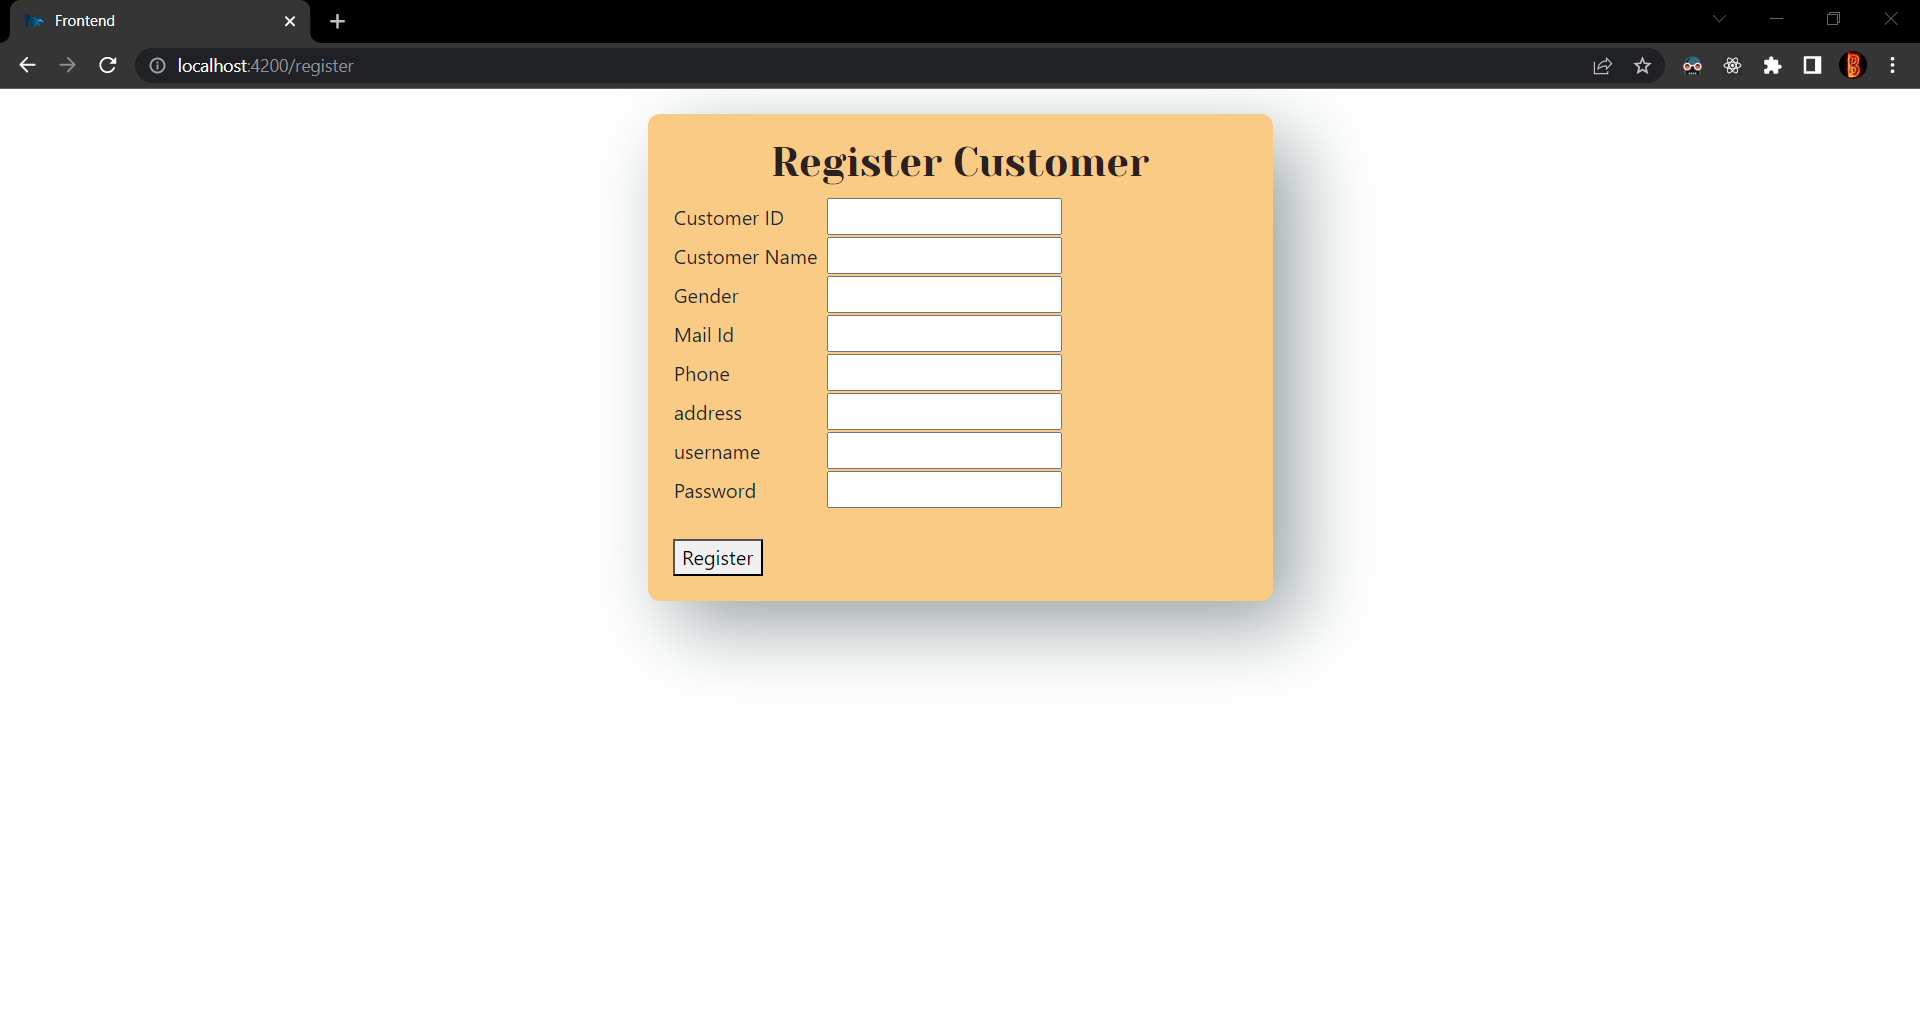 Frontend
localhost:4200/register
Register Customer
Customer ID
Customer Name
Gender
Mail Id
Phone
address
username
Password
Register